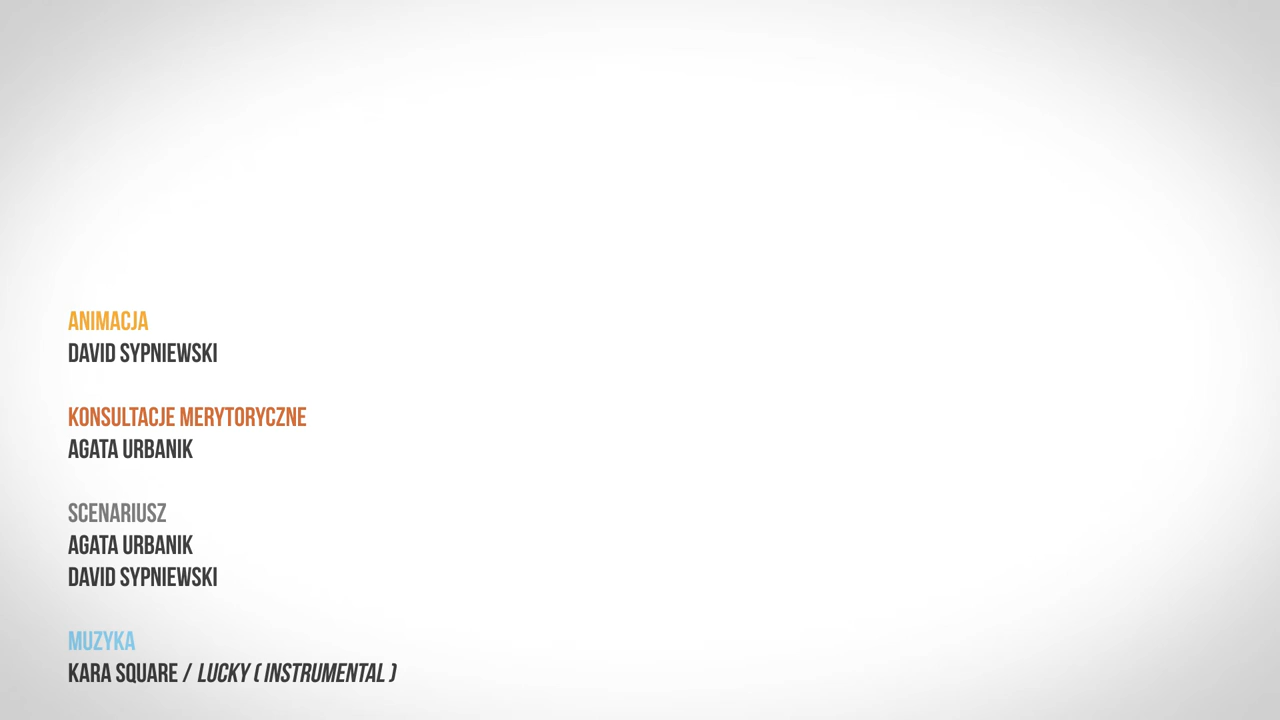 ANIMACJA
DAVID SYPNIEWSKI
KONSULTACJE MERYTORYCZNE
AGATA URBANIK
SCENARIUSZ
AGATA URBANIK
DAVID SYPNIEWSKI
MUZYKA
KARA SQUARE / LUCKY ( INSTRUMENTAL )